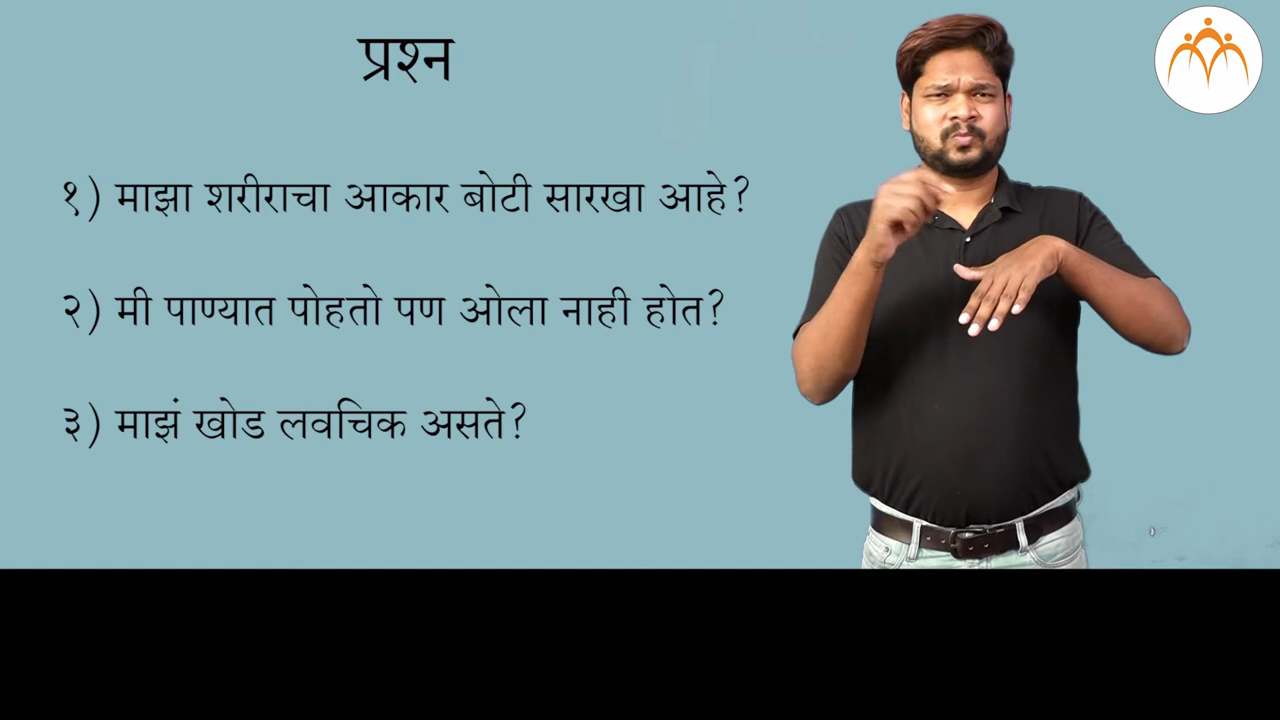 प्रश्न
१) माझा शरीराचा आकार बोटी सारखा आहे?
२) मी पाण्यात पोहतो पण ओला नाही होत?
३) माझं खोड लवचिक असते?